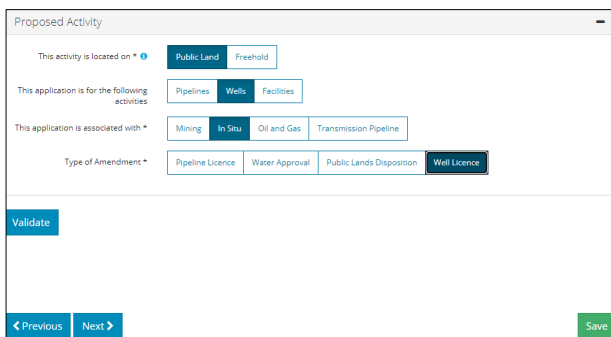 Proposed Activity
This activity is located on *
Public Land Freehold
This application is for the following
activities
Pipelines Wells Facilities
This application is associated with *
Mining In Situ Oil and Gas Transmission Pipeline
Type of Amendment *
Pipeline Licence Water Approval Public Lands Disposition Well Licence
Validate
Previous Next
Save